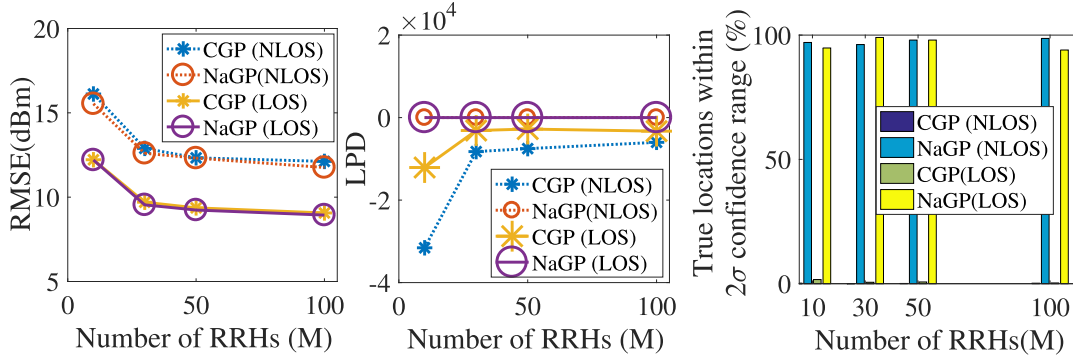 20
15
10
5
RMSE(dBm)
0
50
100
Number of RRHs (M)
CGP (NLOS)
NaGP(NLOS)
CGP (LOS)
NaGP (LOS)
×10⁴
2
0
-2
-4
LPD
0
50
100
Number of RRHs (M)
CGP (NLOS)
NaGP(NLOS)
CGP (LOS)
NaGP (LOS)
True locations within
2σ confidence range (%)
100
50
0
10
30
50
100
Number of RRHs(M)
CGP (NLOS)
NaGP (NLOS)
CGP(LOS)
NaGP(LOS)